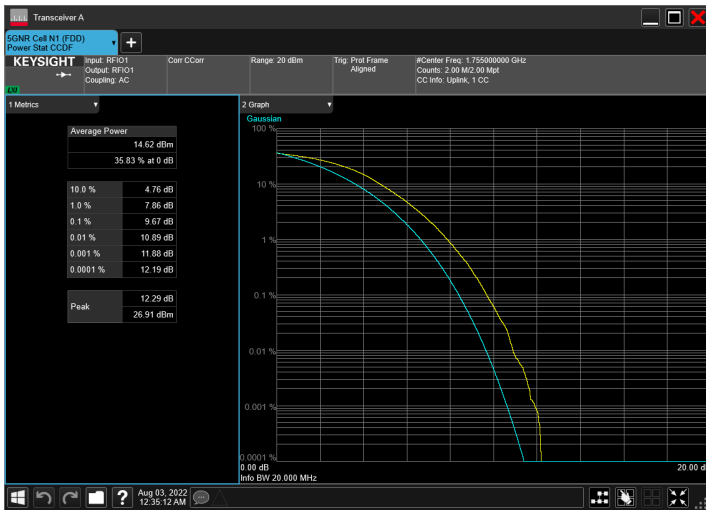 Transceiver A
5GNR Cell N1 (FDD)
Power Stat CCDF
KEYSIGHT
LXI
Input: RFIO1
Output: RFIO1
Coupling: AC
Corr CCorr
Range: 20 dBm
Trig: Prot Frame
Aligned
#Center Freq: 1.755000000 GHz
Counts: 2.00 M/2.00 Mpt
CC Info: Uplink, 1 CC
1 Metrics
Average Power
14.62 dBm
35.83 % at 0 dB
10.0 % 4.76 dB
1.0 % 7.86 dB
0.1 % 9.67 dB
0.01 % 10.89 dB
0.001 % 11.88 dB
0.0001 % 12.19 dB
Peak
12.29 dB
26.91 dBm
2 Graph
Gaussian
100 %
10 %
1 %
0.1 %
0.01 %
0.001 %
0.0001 %
0.00 dB
20.00 d
Info BW 20.000 MHz
?
Aug 03, 2022
12:35:12 AM